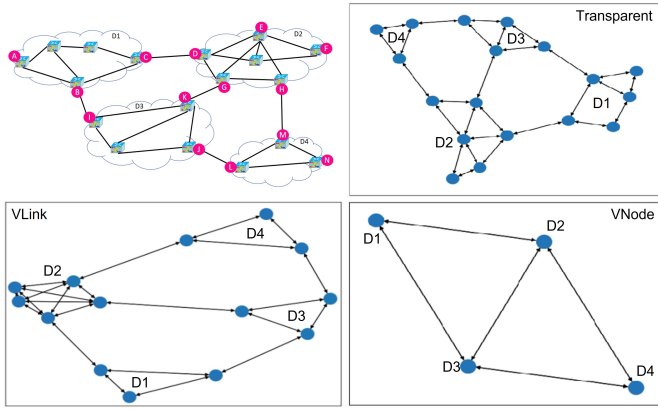 D1
A
B
C
D2
D
E
F
G
H
K
D3
I
J
D4
M
L
N
Transparent
D4
D3
D1
D2
VLink
D4
D2
D3
D1
VNode
D1
D2
D3
D4